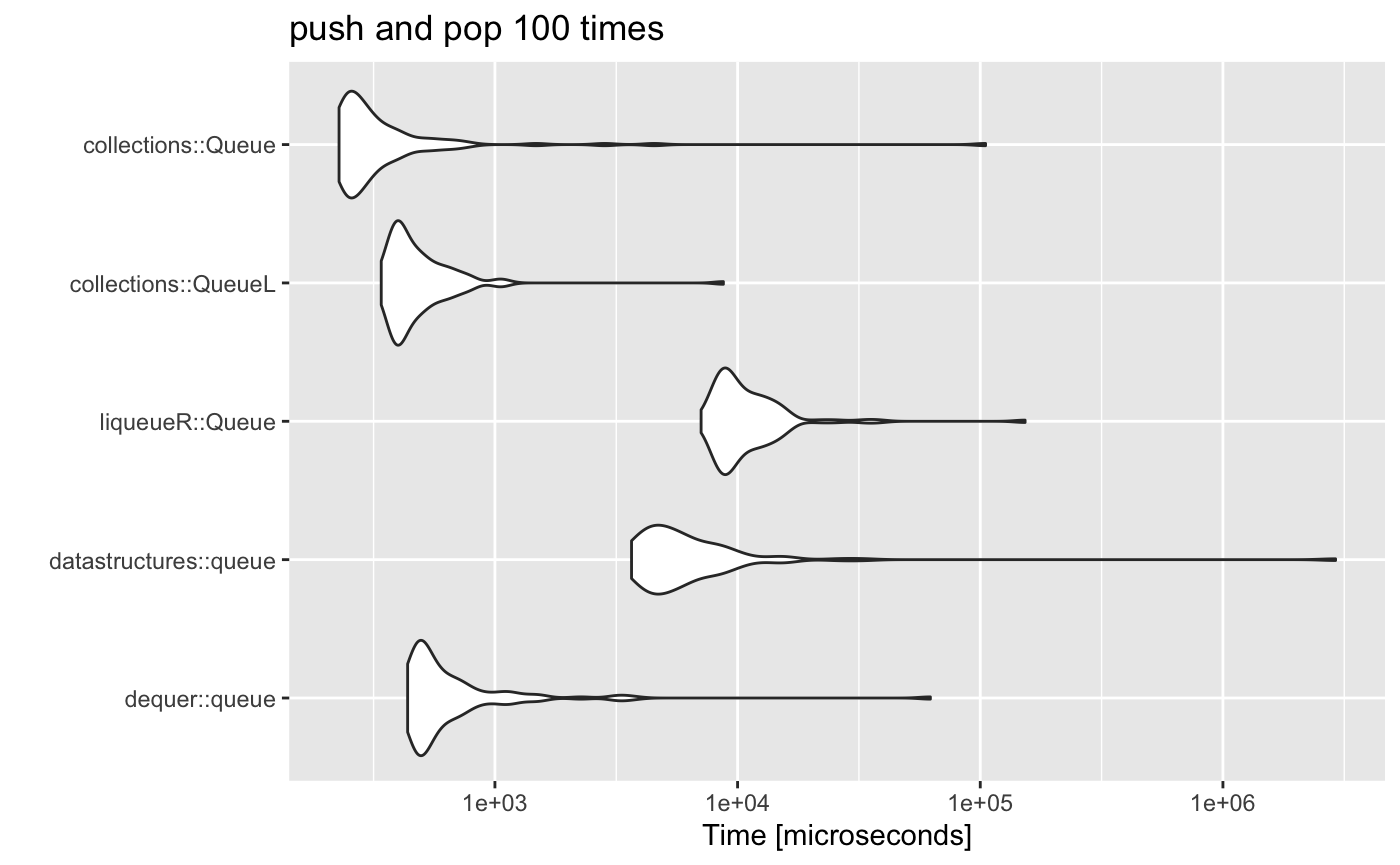 push and pop 100 times
collections::Queue
collections::QueueL
liqueueR::Queue
datastructures::queue
dequer::queue
1e+03 1e+04 1e+05 1e+06
Time [microseconds]